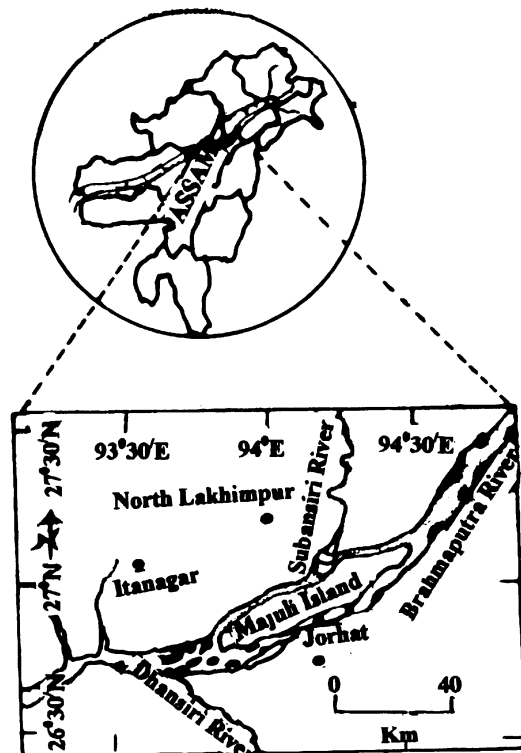 ASSAM
93°30'E
94°E
94°30'E
27°30'N
27°N
26°30'N
N
North Lakhimpur
Subansiri River
Brahmaputra River
Itanagar
Majuli Island
Jorhat
Dhansiri River
0 40
Km